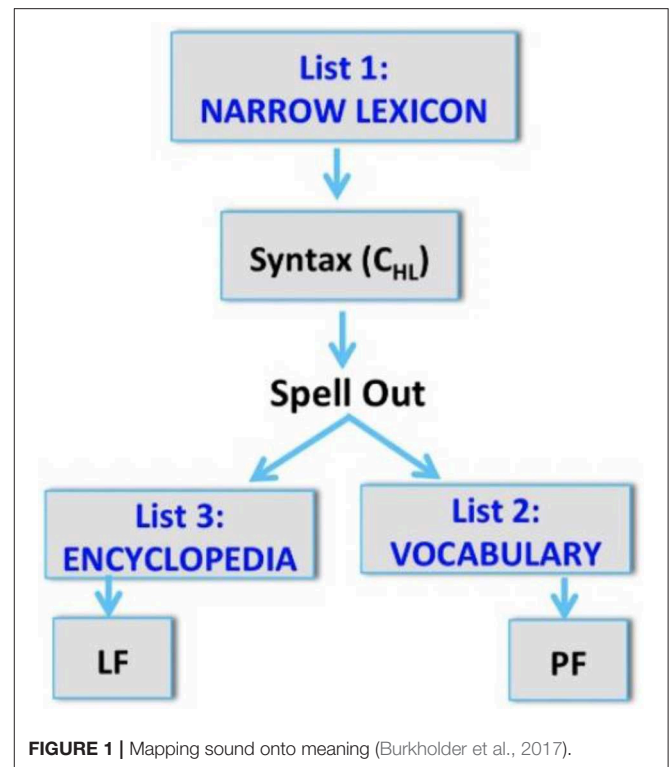 List 1:
NARROW LEXICON
Syntax (C_HL)
Spell Out
List 3:
ENCYCLOPEDIA
List 2:
VOCABULARY
LF
PF
FIGURE 1 | Mapping sound onto meaning (Burkholder et al., 2017).